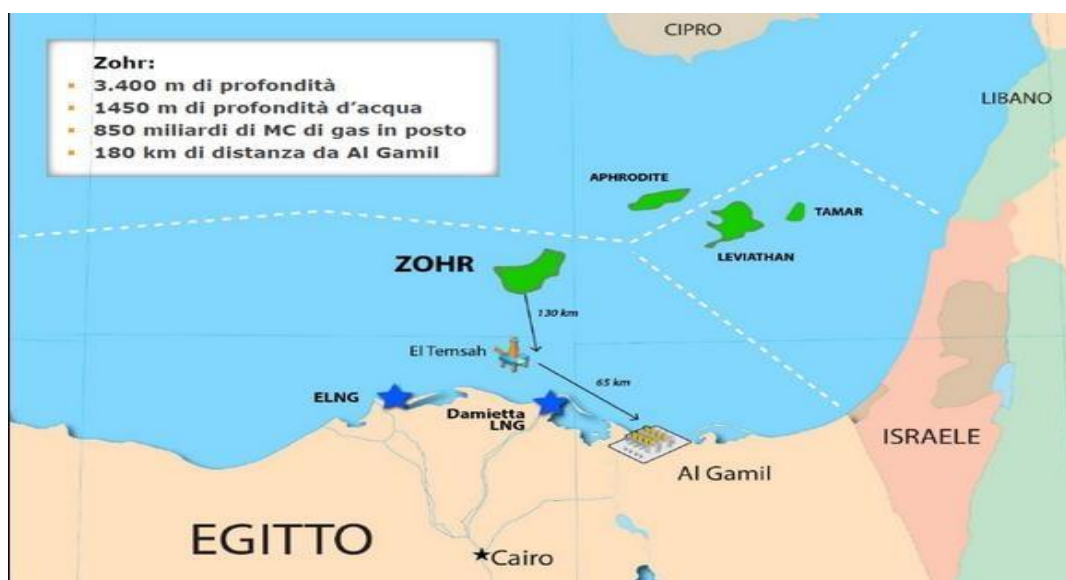 CIPRO
Zohr:
3.400 m di profondità
1450 m di profondità d'acqua
850 miliardi di MC di gas in posto
180 km di distanza da Al Gamil
LIBANO
APHRODITE
TAMAR
LEVIATHAN
ZOHR
130 km
El Temsah
65 km
ELNG
Damietta
LNG
ISRAELE
Al Gamil
EGITTO
Cairo